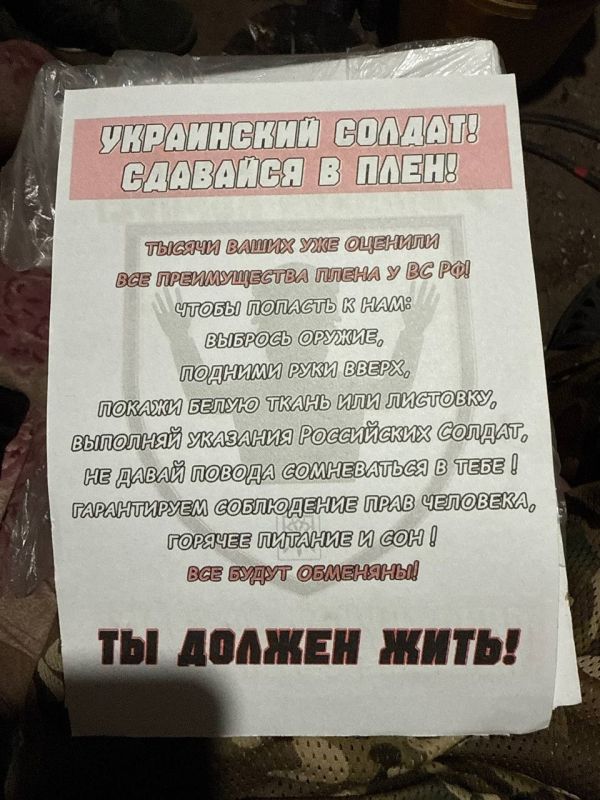 УКРАИНСКИЙ СОЛДАТ!
СДАВАЙСЯ В ПЛЕН!
ТЫСЯЧИ ВАШИХ УЖЕ ОЦЕНИЛИ
ВСЕ ПРЕИМУЩЕСТВА ПЛЕНА У ВС РФ!
ЧТОБЫ ПОПАСТЬ К НАМ:
ВЫБРОСЬ ОРУЖИЕ,
ПОДНИМИ РУКИ ВВЕРХ,
ПОКАЖИ БЕЛУЮ ТКАНЬ ИЛИ ЛИСТОВКУ,
ВЫПОЛНЯЙ УКАЗАНИЯ РОССИЙСКИХ СОЛДАТ,
НЕ ДАВАЙ ПОВОДА СОМНЕВАТЬСЯ В ТЕБЕ !
ГАРАНТИРУЕМ СОБЛЮДЕНИЕ ПРАВ ЧЕЛОВЕКА,
ГОРЯЧЕЕ ПИТАНИЕ И СОН !
ВСЕ БУДУТ ОБМЕНЯНЫ!
ТЫ ДОЛЖЕН ЖИТЬ!